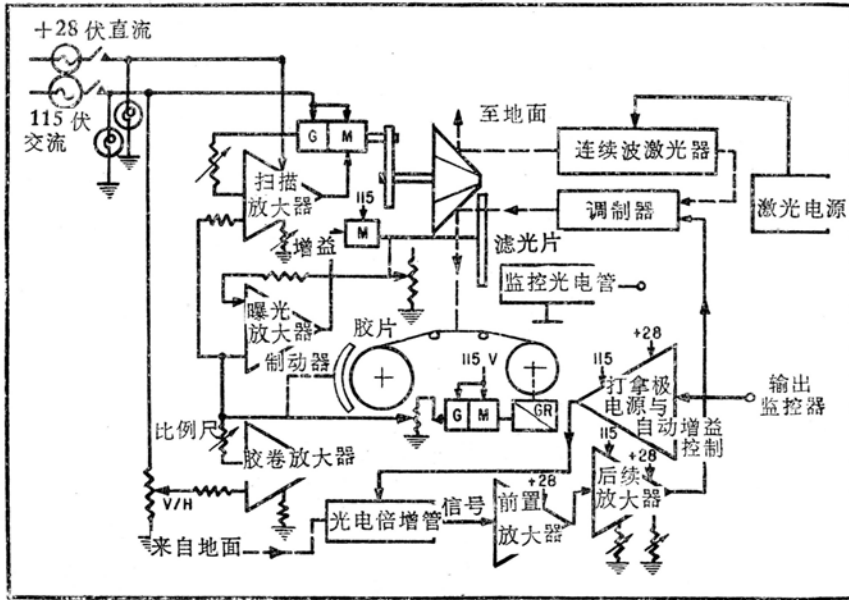 +28伏直流
115伏
交流
G M
至地面
连续波激光器
扫描
放大器
115
M
增益
调制器
激光电源
滤光片
监控光电管
曝光
放大器
制动器
胶片
115 V
G M
GR
+28
115
打拿极
电源与
自动增益
控制
输出
监控器
比例尺
胶卷放大器
V/H
115
+28
后续
放大器
+28
前置
放大器
光电倍增管
信号
来自地面